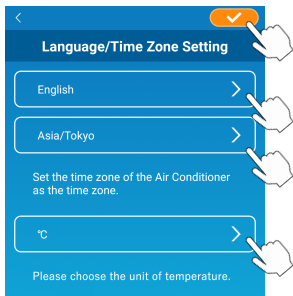 Language/Time Zone Setting
English
Asia/Tokyo
Set the time zone of the Air Conditioner
as the time zone.
℃
Please choose the unit of temperature.